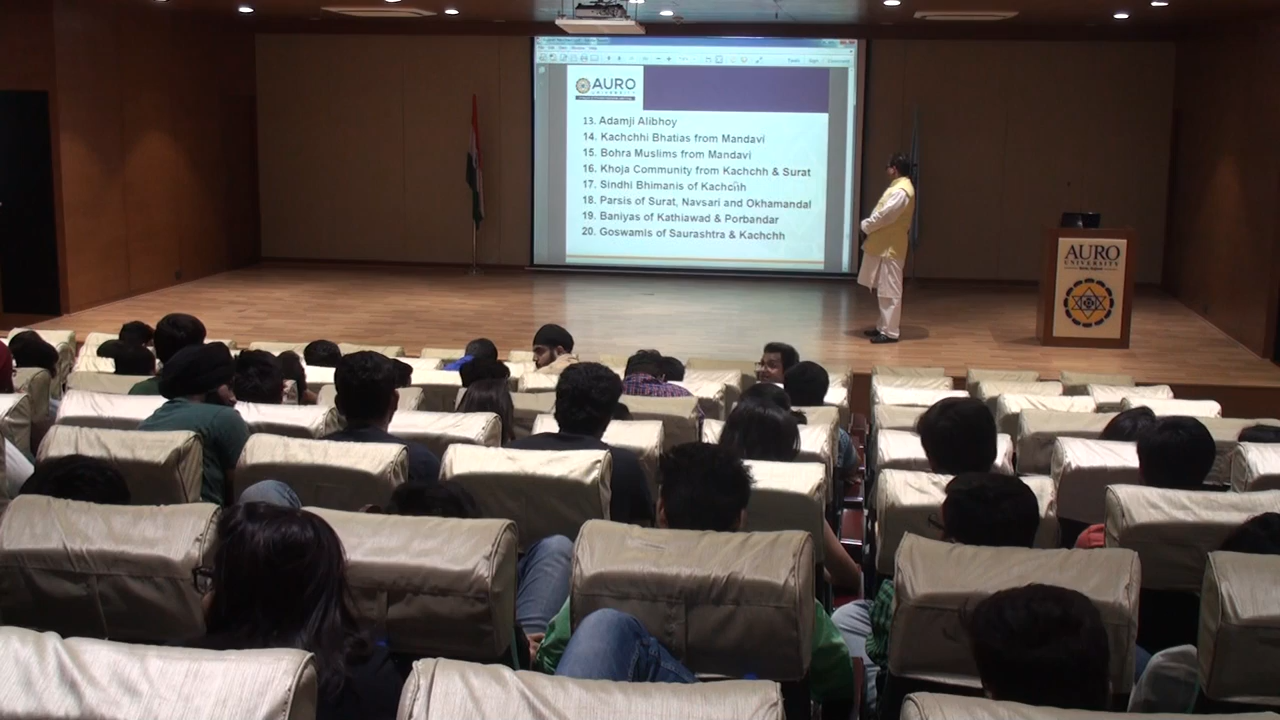 AURO
UNIVERSITY
13. Adamji Alibhoy
14. Kachchhi Bhatias from Mandavi
15. Bohra Muslims from Mandavi
16. Khoja Community from Kachchh & Surat
17. Sindhi Bhimanis of Kachchh
18. Parsis of Surat, Navsari and Okhamandal
19. Baniyas of Kathiawad & Porbandar
20. Goswamis of Saurashtra & Kachchh
AURO
UNIVERSITY